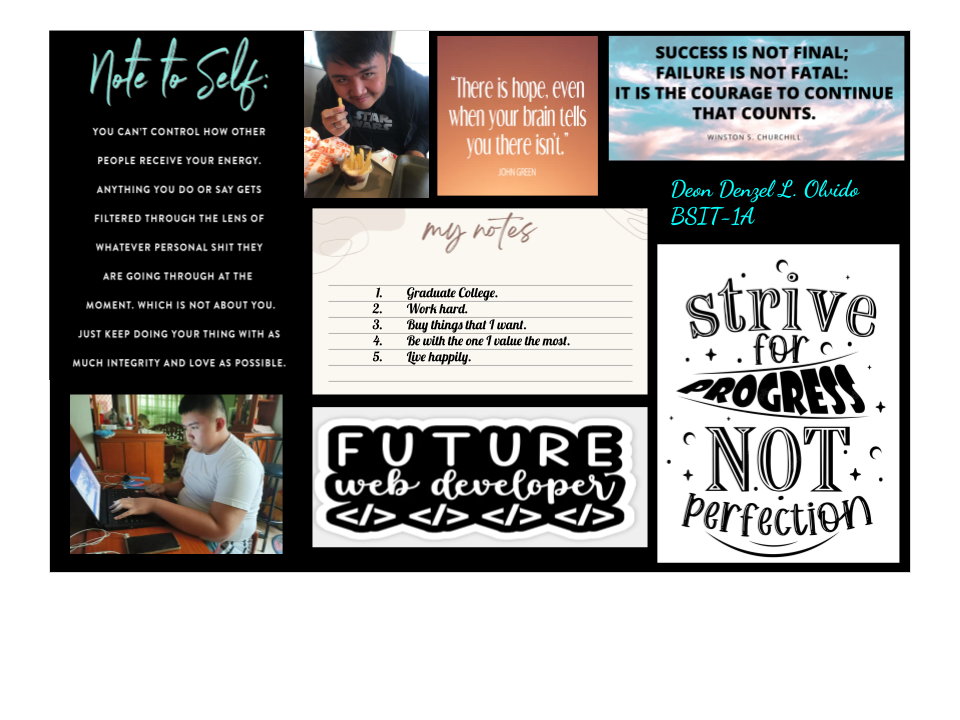 Note to Self:
YOU CAN'T CONTROL HOW OTHER
PEOPLE RECEIVE YOUR ENERGY.
ANYTHING YOU DO OR SAY GETS
FILTERED THROUGH THE LENS OF
WHATEVER PERSONAL SHIT THEY
ARE GOING THROUGH AT THE
MOMENT. WHICH IS NOT ABOUT YOU.
JUST KEEP DOING YOUR THING WITH AS
MUCH INTEGRITY AND LOVE AS POSSIBLE.
STAR
WARS
"There is hope, even
when your brain tells
you there isn't."
JOHN GREEN
SUCCESS IS NOT FINAL;
FAILURE IS NOT FATAL:
IT IS THE COURAGE TO CONTINUE
THAT COUNTS.
WINSTON S. CHURCHILL
Deon Denzel L. Olvido
BSIT-1A
my notes
1. Graduate College.
2. Work hard.
3. Buy things that I want.
4. Be with the one I value the most.
5. Live happily.
FUTURE
web developer
</> </> </> </>
strive
for
PROGRESS
NOT
perfection